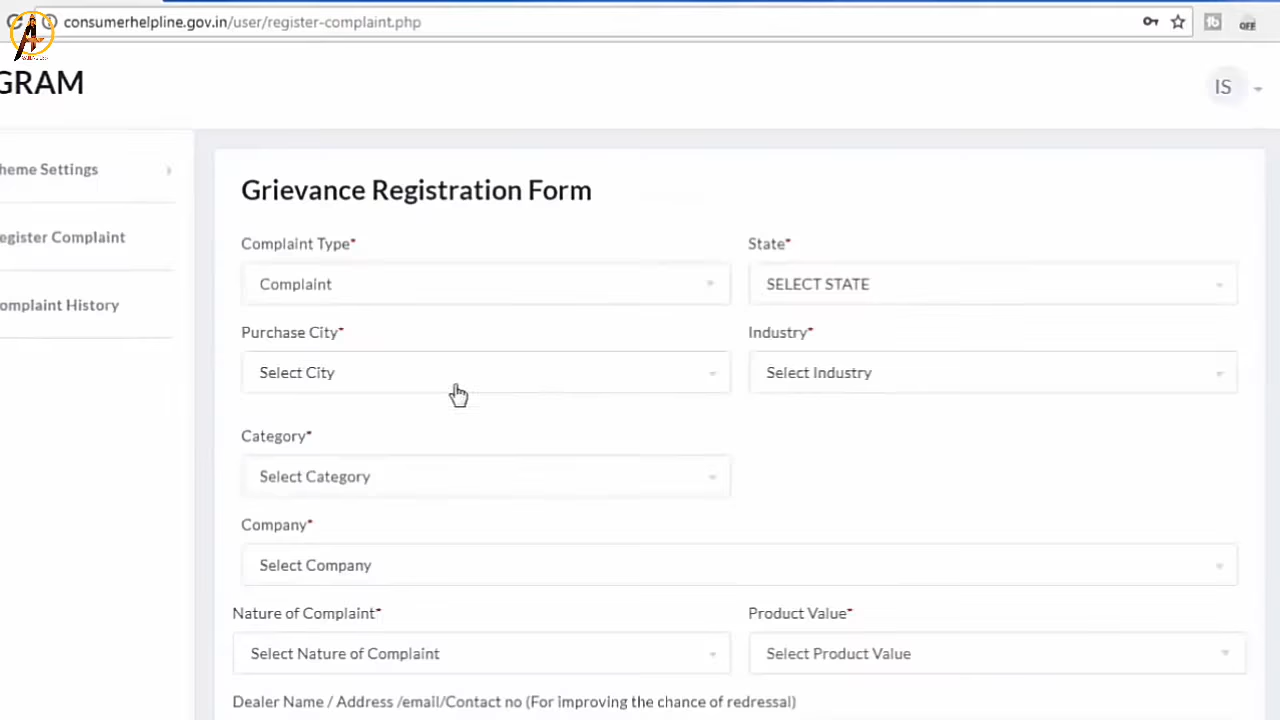 consumerhelpline.gov.in/user/register-complaint.php
OFF
GRAM
IS
heme Settings
egister Complaint
omplaint History
Grievance Registration Form
Complaint Type* State*
Complaint SELECT STATE
Purchase City* Industry*
Select City Select Industry
Category*
Select Category
Company*
Select Company
Nature of Complaint* Product Value*
Select Nature of Complaint Select Product Value
Dealer Name / Address /email/Contact no (For improving the chance of redressal)